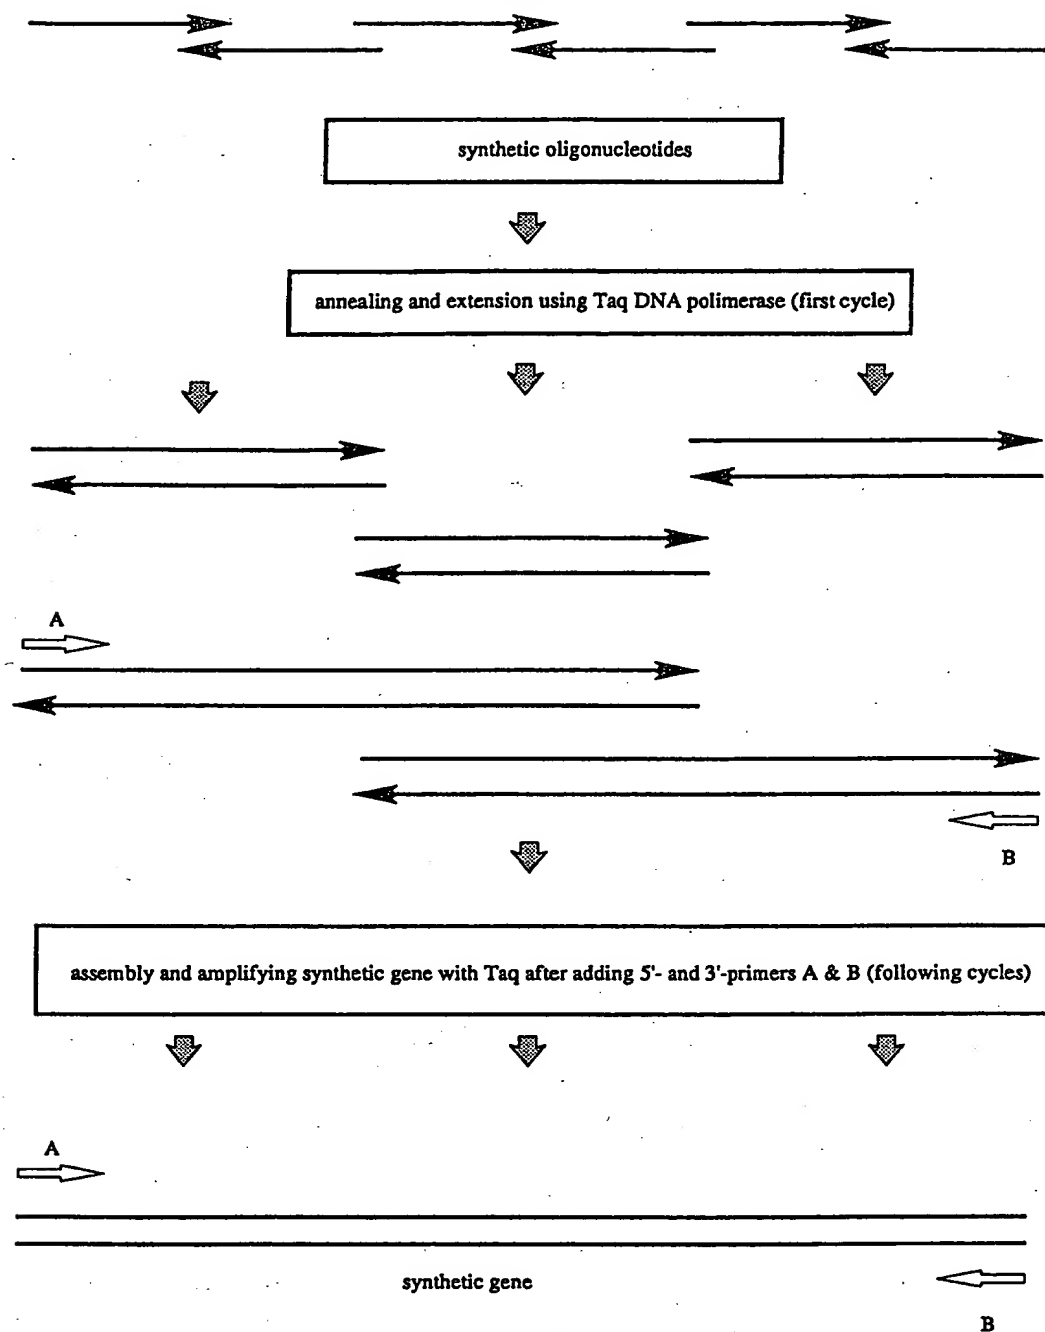 synthetic oligonucleotides
annealing and extension using Taq DNA polimerase (first cycle)
A
B
assembly and amplifying synthetic gene with Taq after adding 5'- and 3'-primers A & B (following cycles)
A
synthetic gene
B